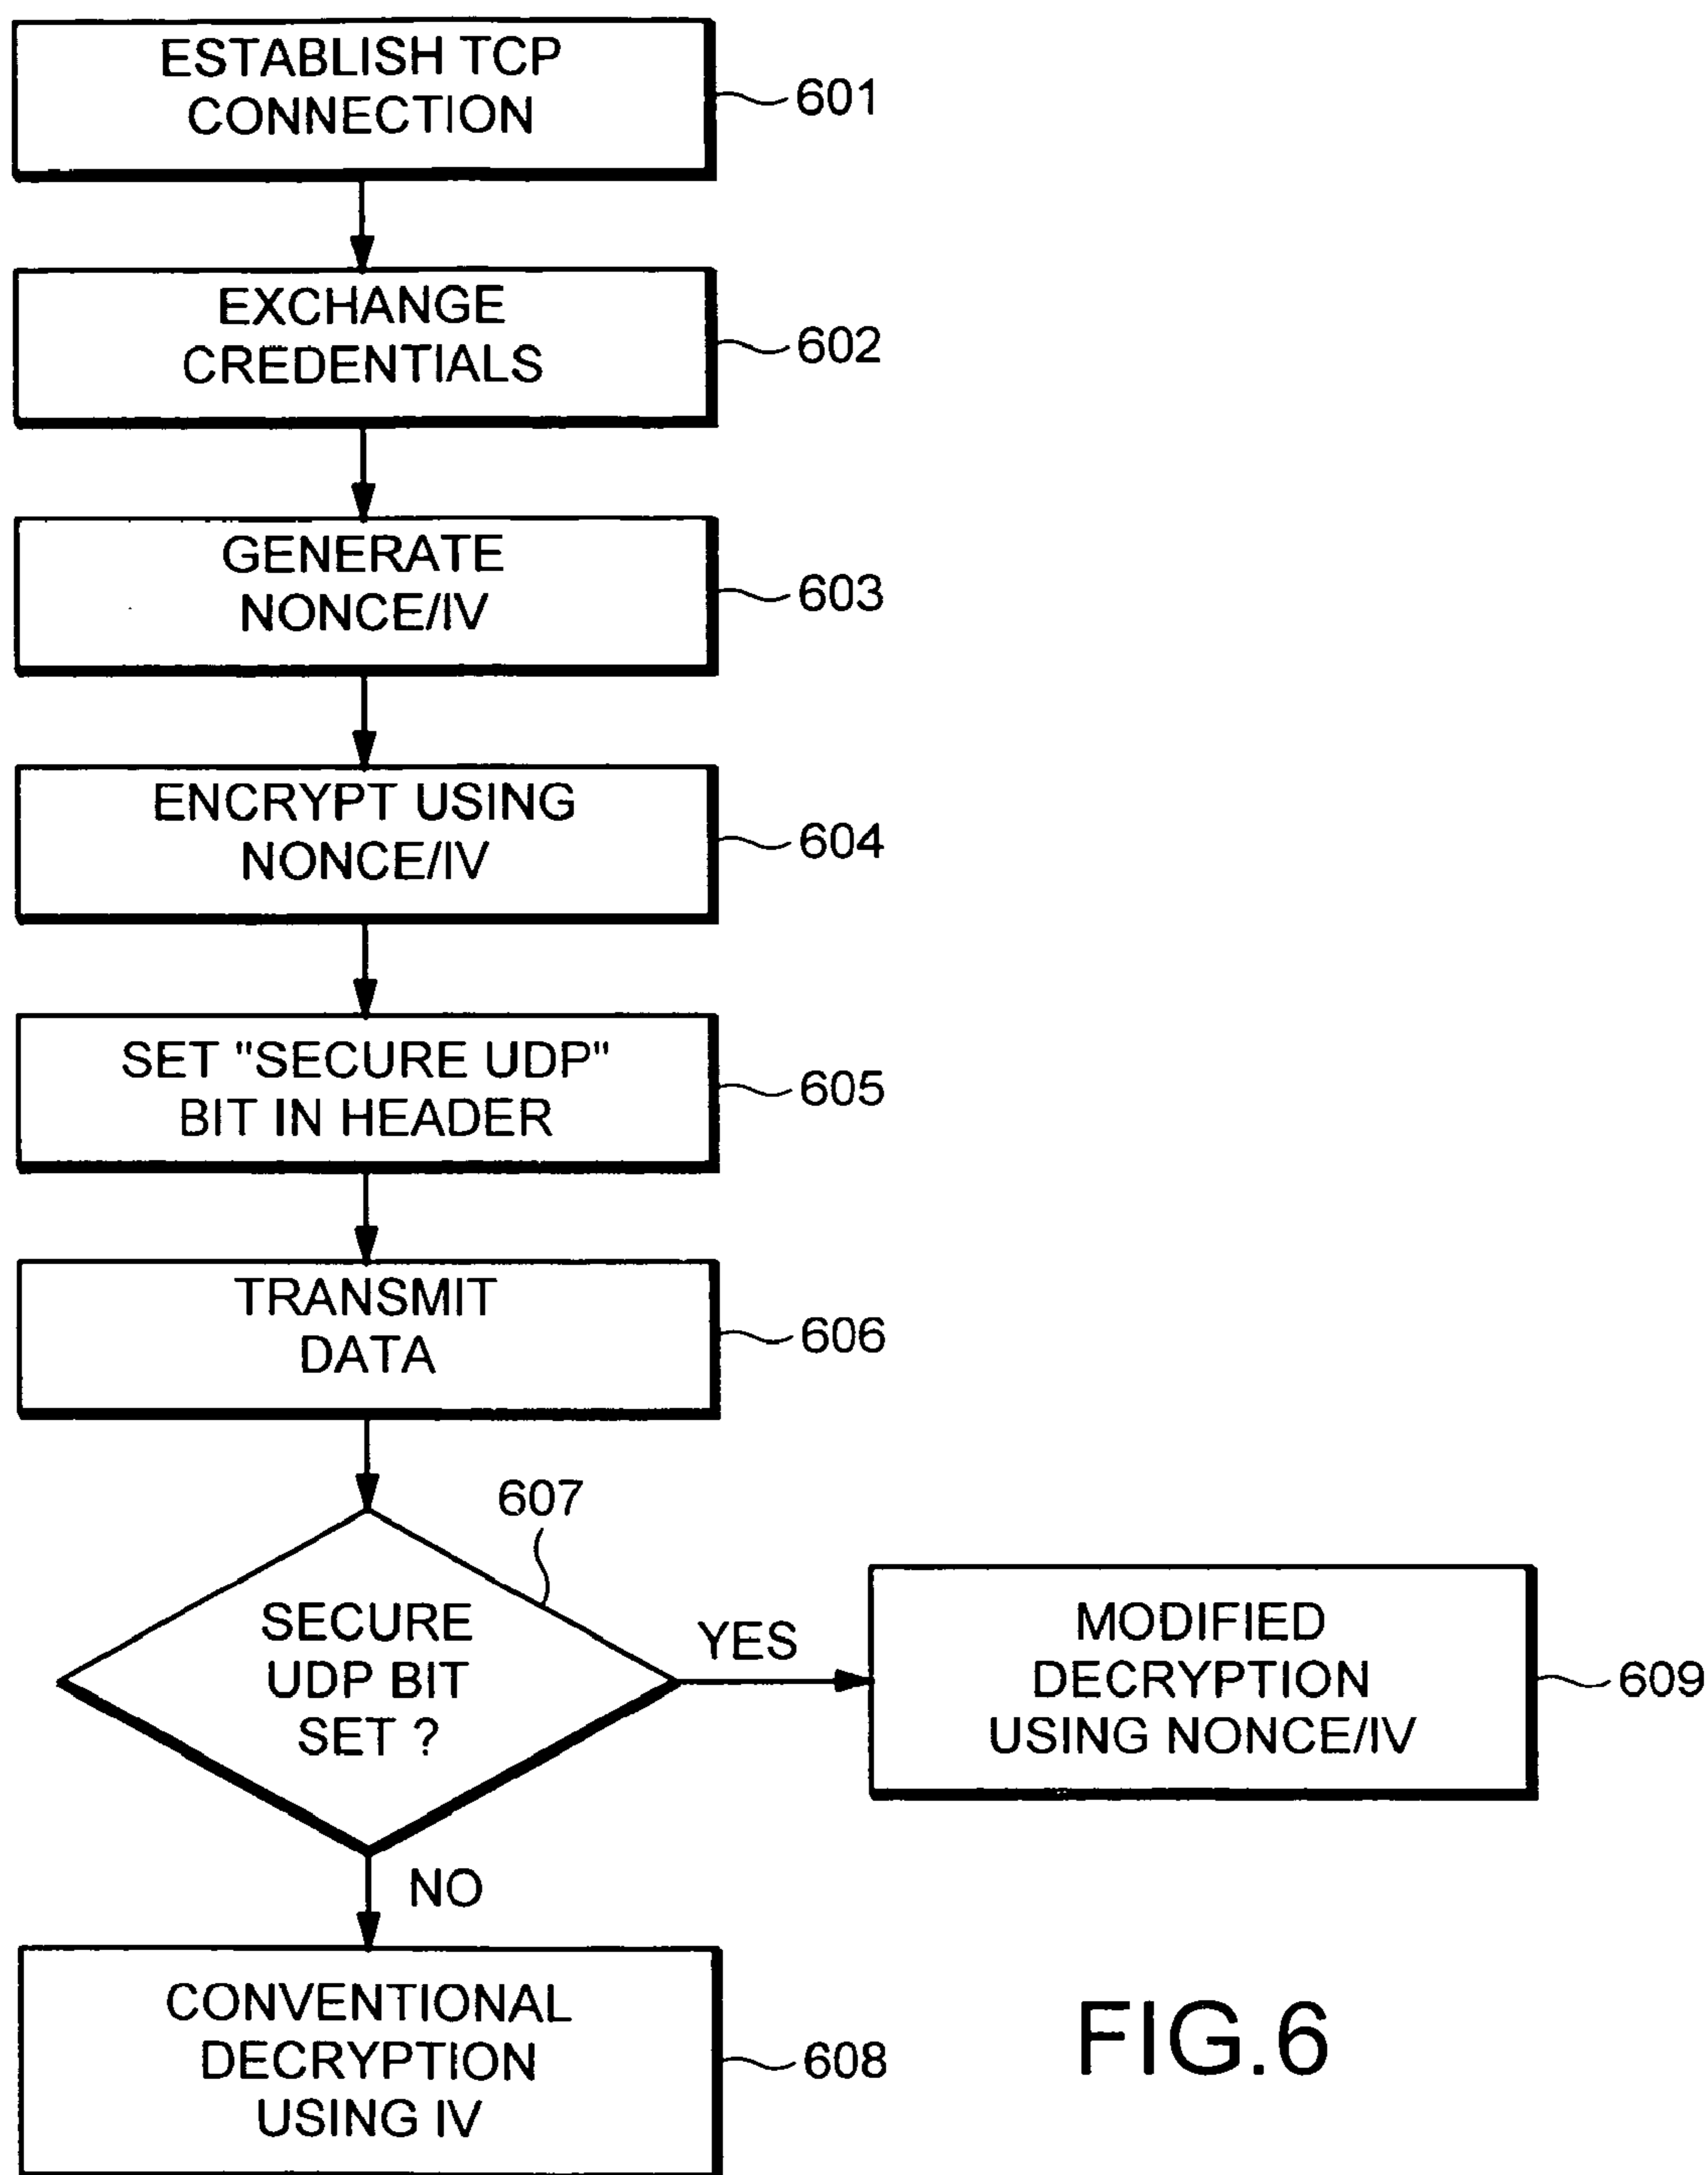 ESTABLISH TCP
CONNECTION
601
EXCHANGE
CREDENTIALS
602
GENERATE
NONCE/IV
603
ENCRYPT USING
NONCE/IV
604
SET "SECURE UDP"
BIT IN HEADER
605
TRANSMIT
DATA
606
607
SECURE
UDP BIT
SET ?
YES
MODIFIED
DECRYPTION
USING NONCE/IV
609
NO
CONVENTIONAL
DECRYPTION
USING IV
608
FIG.6